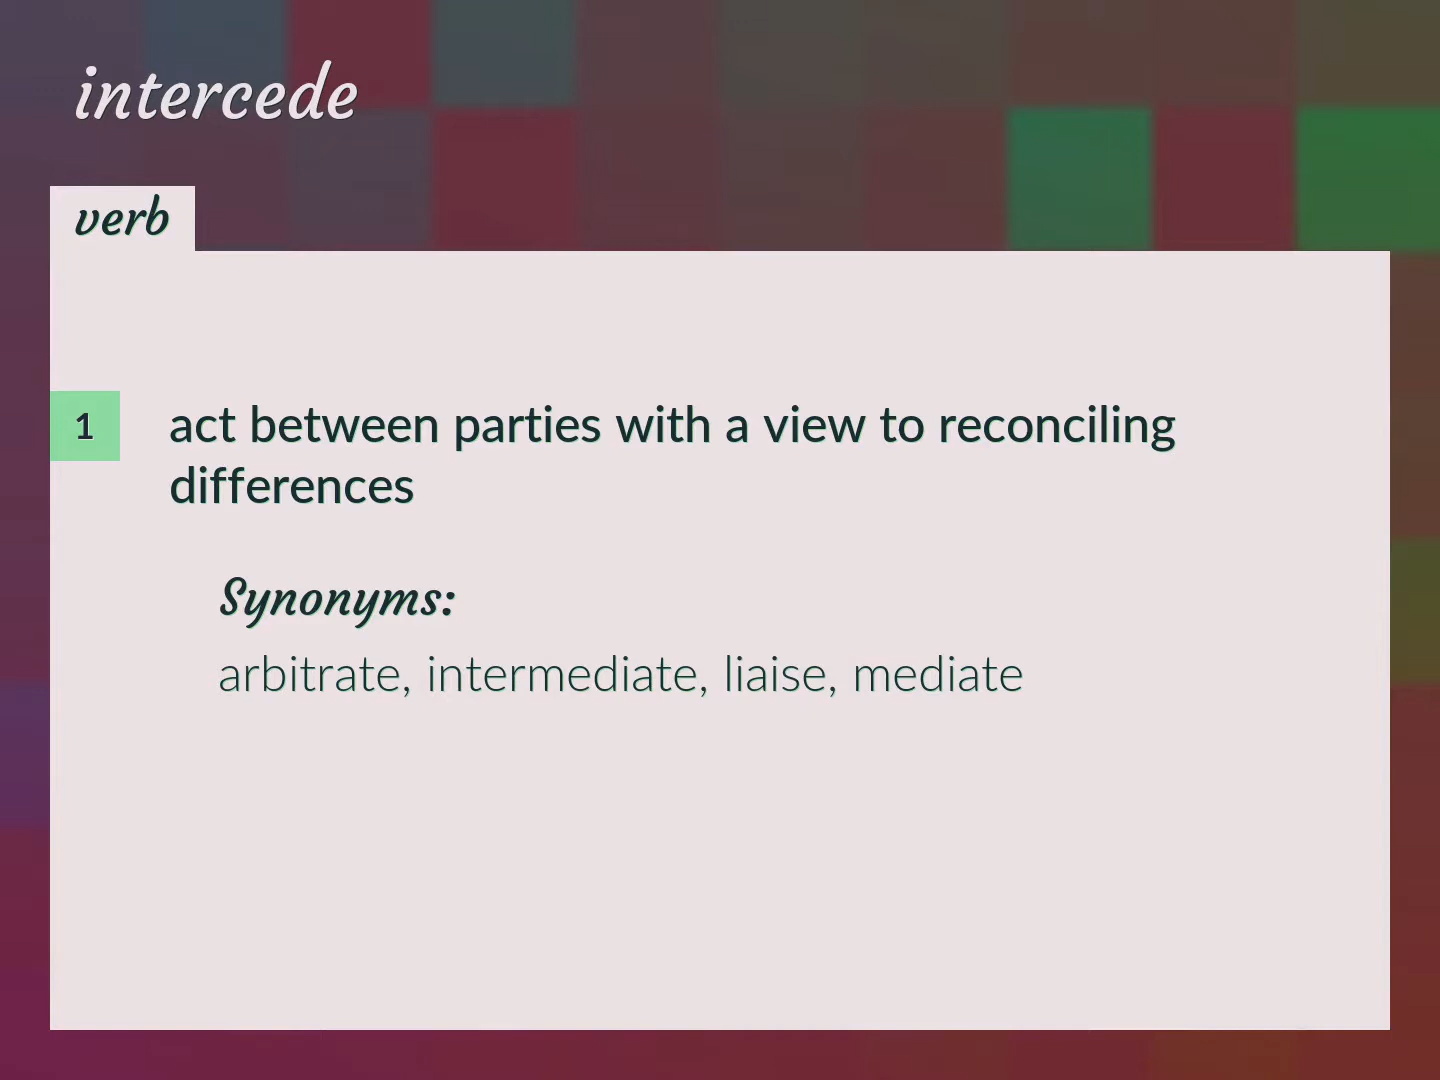 intercede
verb
1
act between parties with a view to reconciling
differences
Synonyms:
arbitrate, intermediate, liaise, mediate